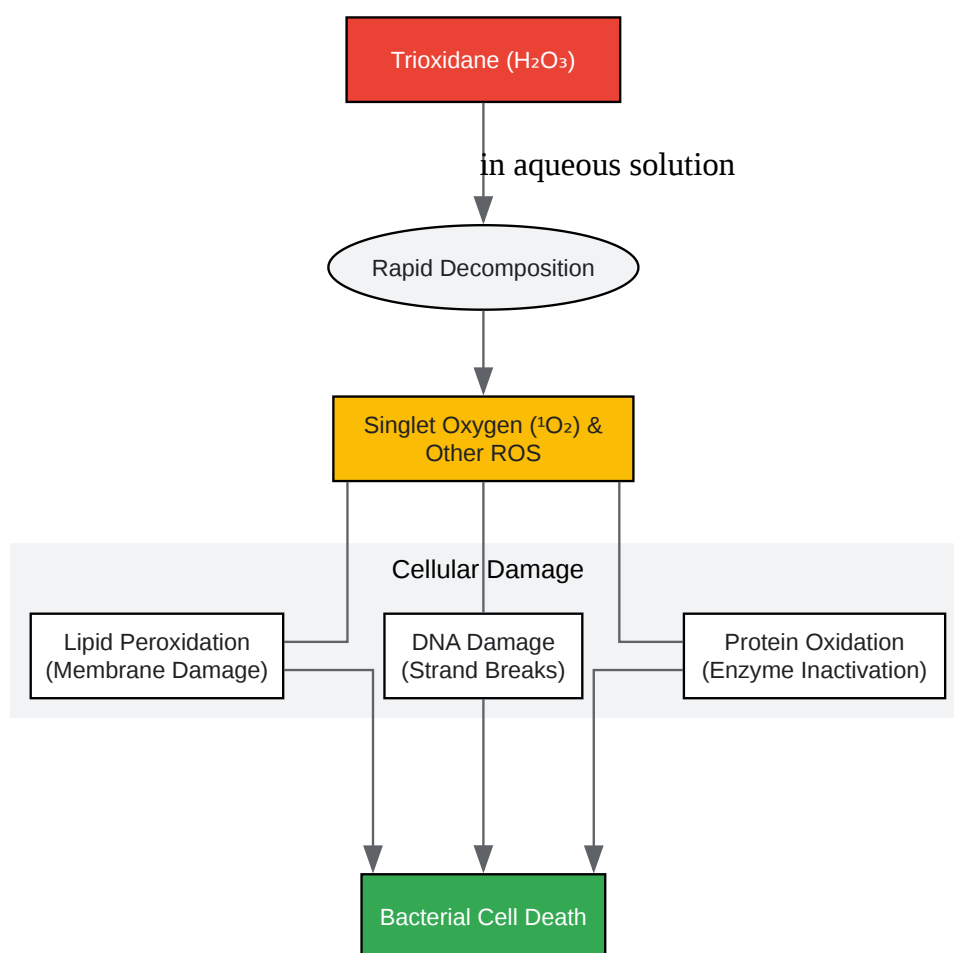 Trioxidane (H₂O₃)
in aqueous solution
Rapid Decomposition
Singlet Oxygen (¹O₂) &
Other ROS
Cellular Damage
Lipid Peroxidation
(Membrane Damage)
DNA Damage
(Strand Breaks)
Protein Oxidation
(Enzyme Inactivation)
Bacterial Cell Death